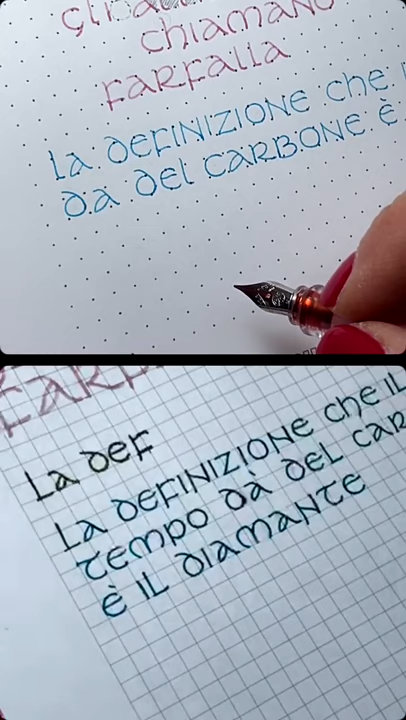 gli a
chiamano
farfalla
La definizione che
dà del carbone è
La def
La definizione che il
tempo dà del car
è il diamante